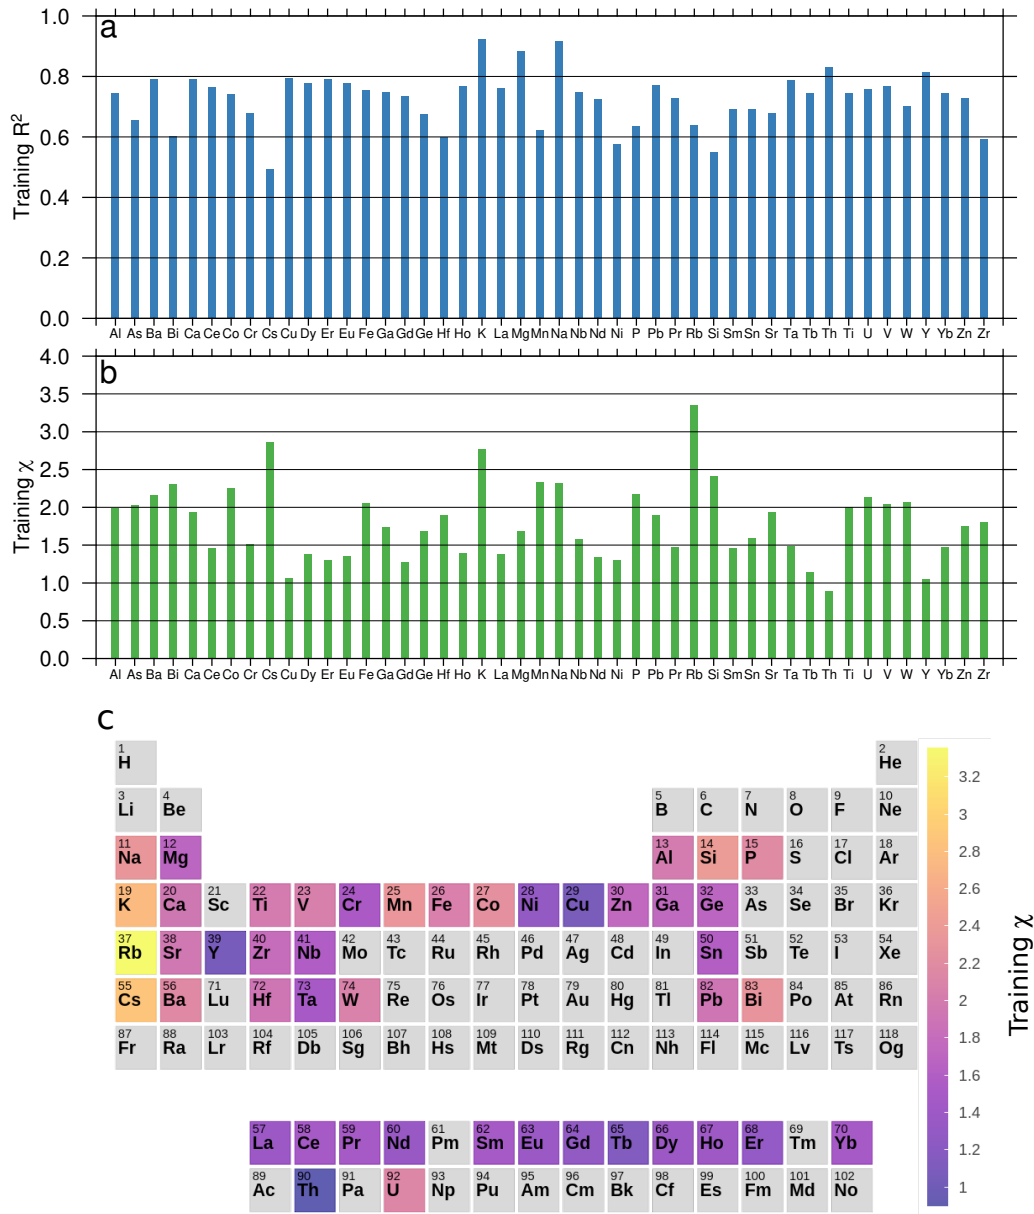 a
1.0
0.8
0.6
0.4
0.2
0.0
Training R²
Al As Ba Bi Ca Ce Co Cr Cs Cu Dy Er Eu Fe Ga Gd Ge Hf Ho K La Mg Mn Na Nb Nd Ni P Pb Pr Rb Si Sm Sn Sr Ta Tb Th Ti U V W Y Yb Zn Zr
b
4.0
3.5
3.0
2.5
2.0
1.5
1.0
0.5
0.0
Training χ
Al As Ba Bi Ca Ce Co Cr Cs Cu Dy Er Eu Fe Ga Gd Ge Hf Ho K La Mg Mn Na Nb Nd Ni P Pb Pr Rb Si Sm Sn Sr Ta Tb Th Ti U V W Y Yb Zn Zr
c
1 2
H He
3 4 5 6 7 8 9 10
Li Be B C N O F Ne
11 12 13 14 15 16 17 18
Na Mg Al Si P S Cl Ar
19 20 21 22 23 24 25 26 27 28 29 30 31 32 33 34 35 36
K Ca Sc Ti V Cr Mn Fe Co Ni Cu Zn Ga Ge As Se Br Kr
37 38 39 40 41 42 43 44 45 46 47 48 49 50 51 52 53 54
Rb Sr Y Zr Nb Mo Tc Ru Rh Pd Ag Cd In Sn Sb Te I Xe
55 56 71 72 73 74 75 76 77 78 79 80 81 82 83 84 85 86
Cs Ba Lu Hf Ta W Re Os Ir Pt Au Hg Tl Pb Bi Po At Rn
87 88 103 104 105 106 107 108 109 110 111 112 113 114 115 116 117 118
Fr Ra Lr Rf Db Sg Bh Hs Mt Ds Rg Cn Nh Fl Mc Lv Ts Og
57 58 59 60 61 62 63 64 65 66 67 68 69 70
La Ce Pr Nd Pm Sm Eu Gd Tb Dy Ho Er Tm Yb
89 90 91 92 93 94 95 96 97 98 99 100 101 102
Ac Th Pa U Np Pu Am Cm Bk Cf Es Fm Md No
3.2
3
2.8
2.6
2.4
2.2
2
1.8
1.6
1.4
1.2
1
Training χ